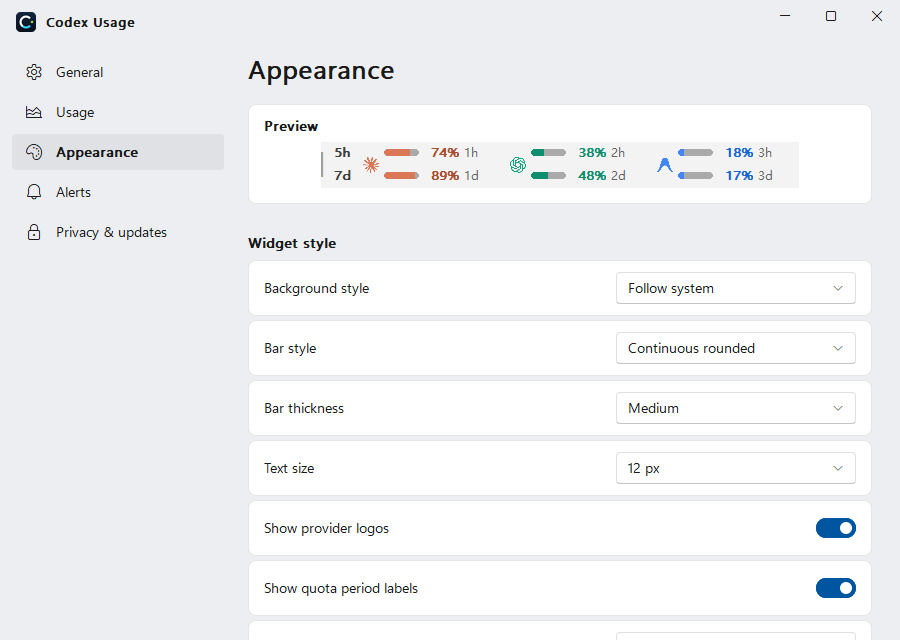 Codex Usage
General
Usage
Appearance
Alerts
Privacy & updates
Appearance
Preview
5h 74% 1h 38% 2h 18% 3h
7d 89% 1d 48% 2d 17% 3d
Widget style
Background style Follow system
Bar style Continuous rounded
Bar thickness Medium
Text size 12 px
Show provider logos
Show quota period labels